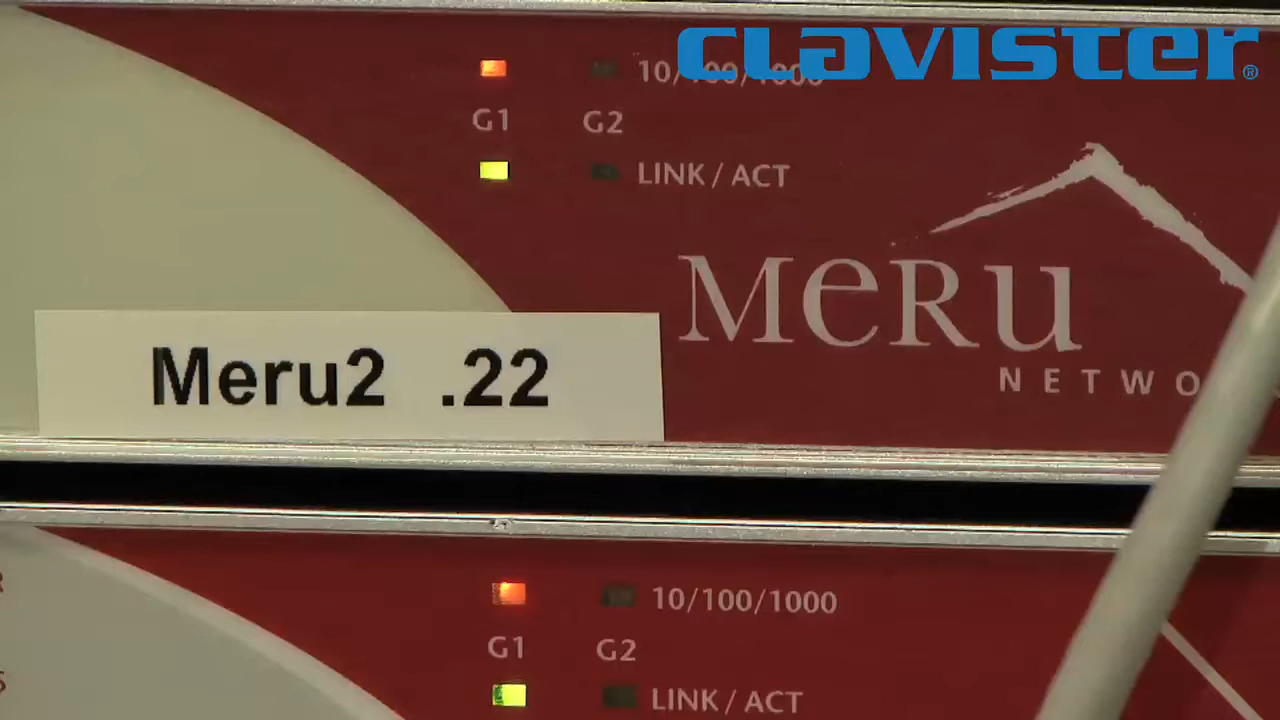 CLAVISTER®
10/100/1000
G1 G2
LINK / ACT
MERU
NETWO
Meru2 .22
10/100/1000
G1 G2
LINK / ACT